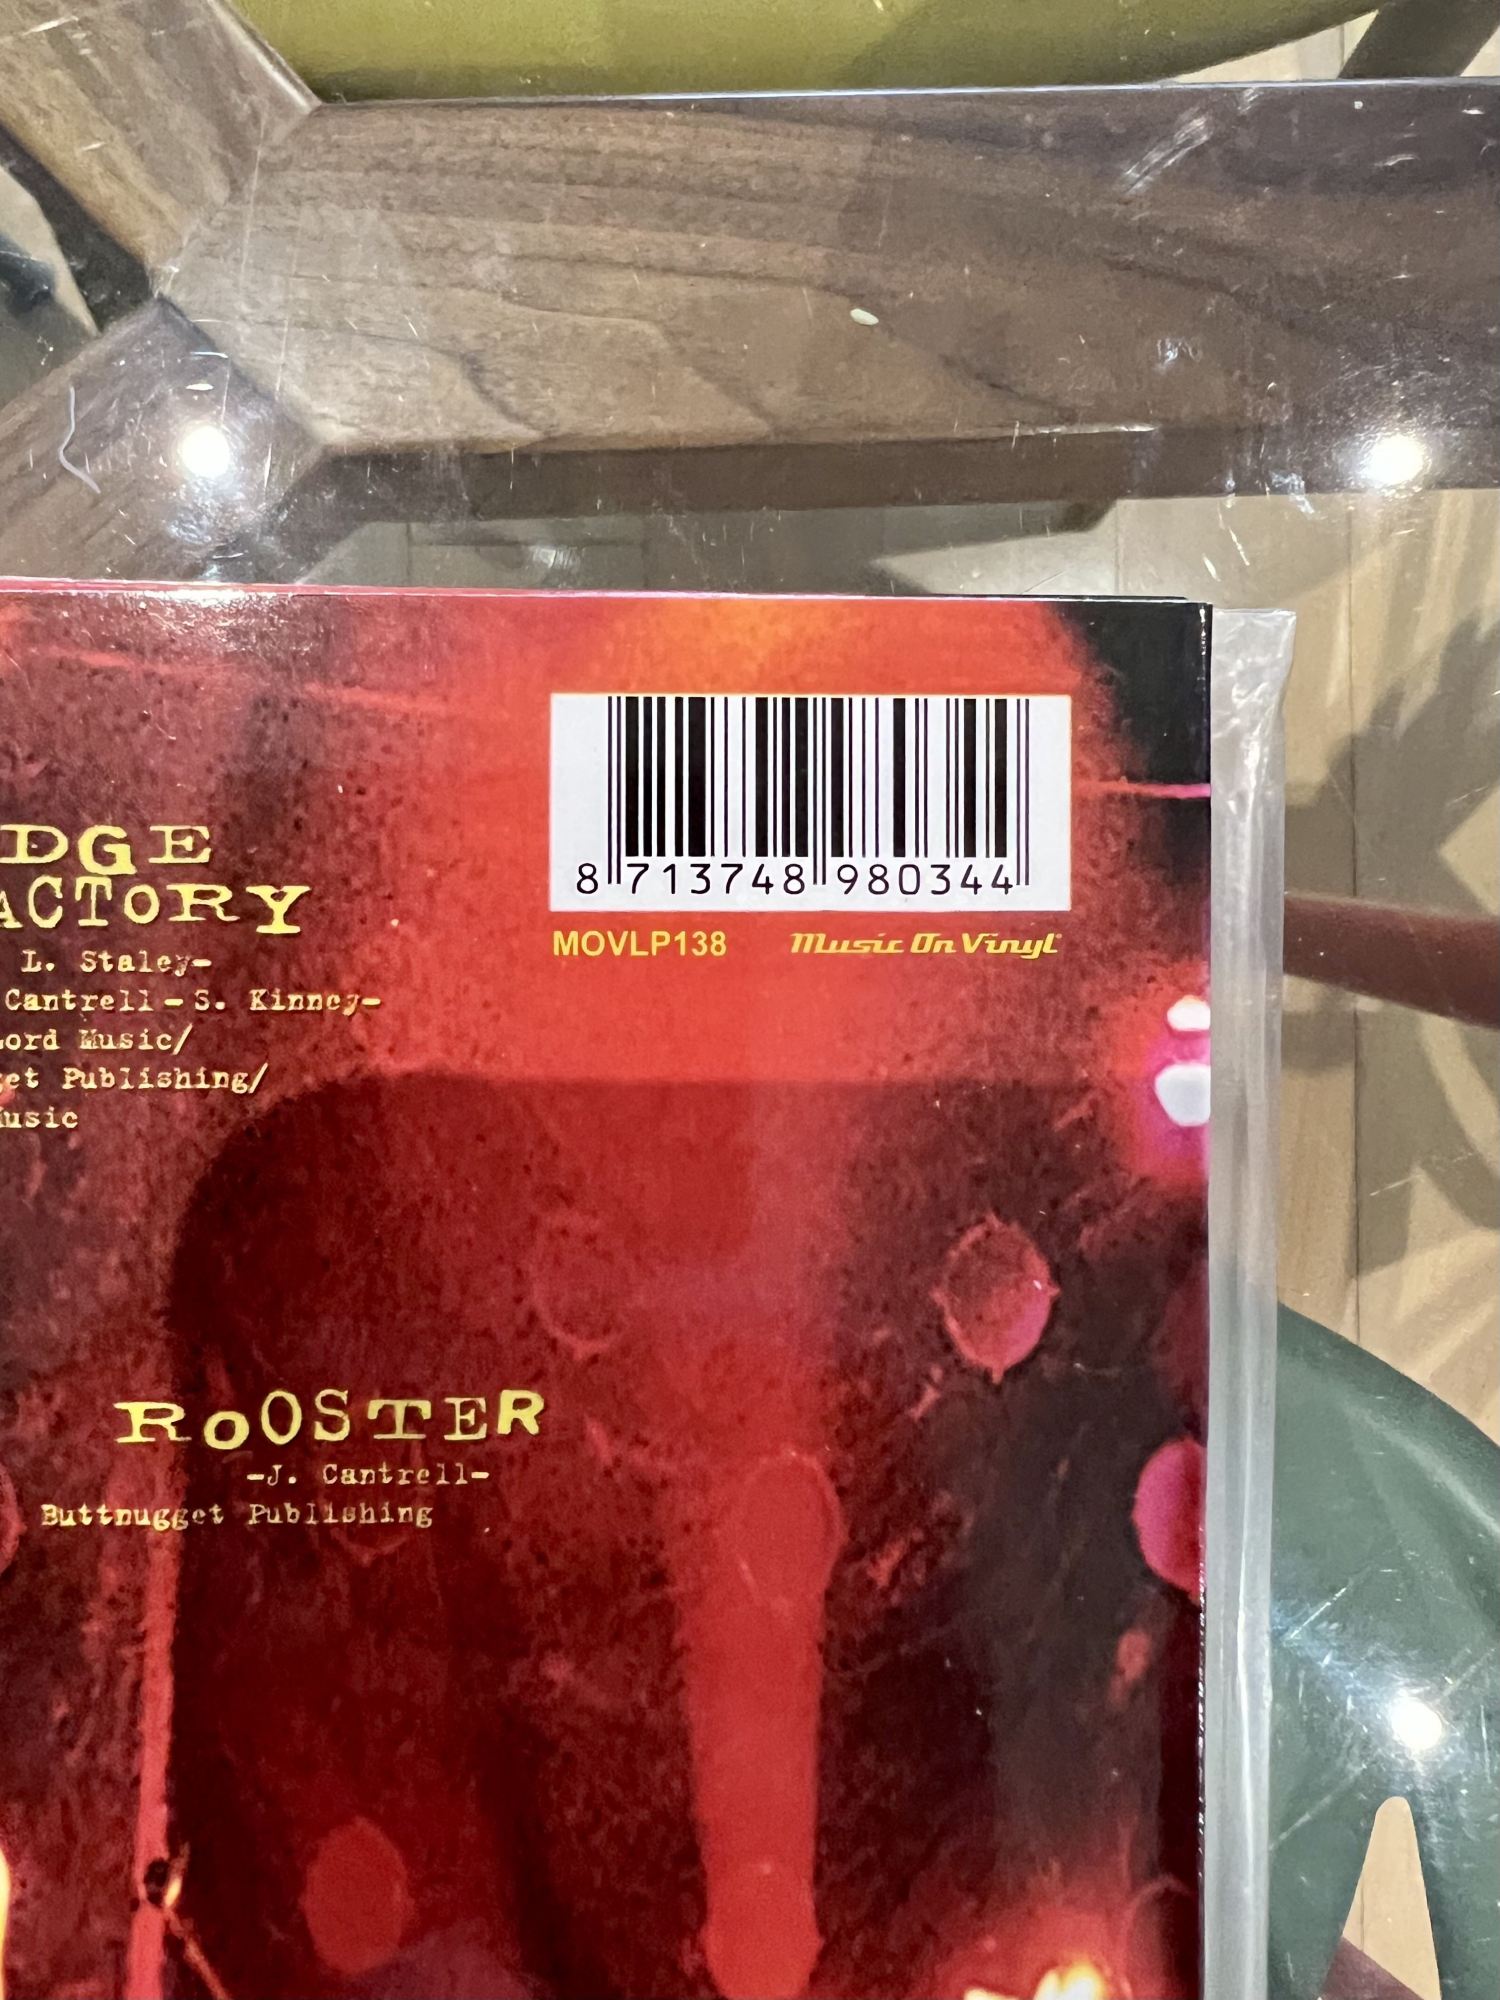 8 713748 980344
MOVLP138 Music On Vinyl
DGE
ACTORY
L. Staley-
Cantrell-S. Kinney-
Lord Music/
get Publishing/
Music
ROOSTER
-J. Cantrell-
Buttnugget Publishing